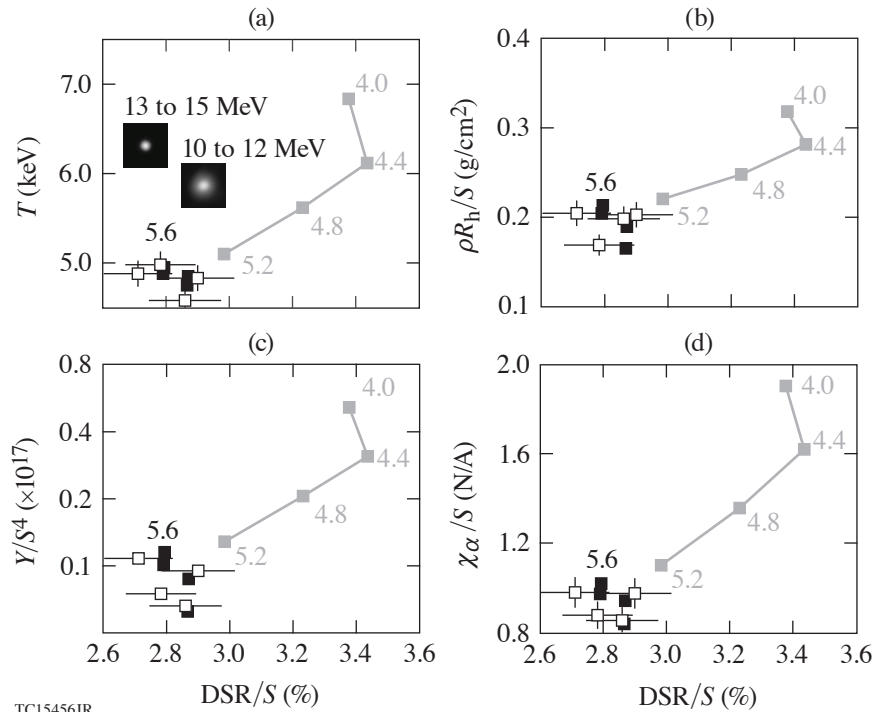 (a)
T (keV)
7.0
6.0
5.0
13 to 15 MeV
10 to 12 MeV
4.0
4.4
4.8
5.2
5.6
(b)
ρRh/S (g/cm2)
0.4
0.3
0.2
0.1
4.0
4.4
4.8
5.2
5.6
(c)
Y/S4 (×1017)
0.8
0.4
0.2
0.1
4.0
4.4
4.8
5.2
5.6
2.6 2.8 3.0 3.2 3.4 3.6
DSR/S (%)
(d)
χα/S (N/A)
2.0
1.6
1.2
0.8
4.0
4.4
4.8
5.2
5.6
2.6 2.8 3.0 3.2 3.4 3.6
DSR/S (%)
TC15456JR